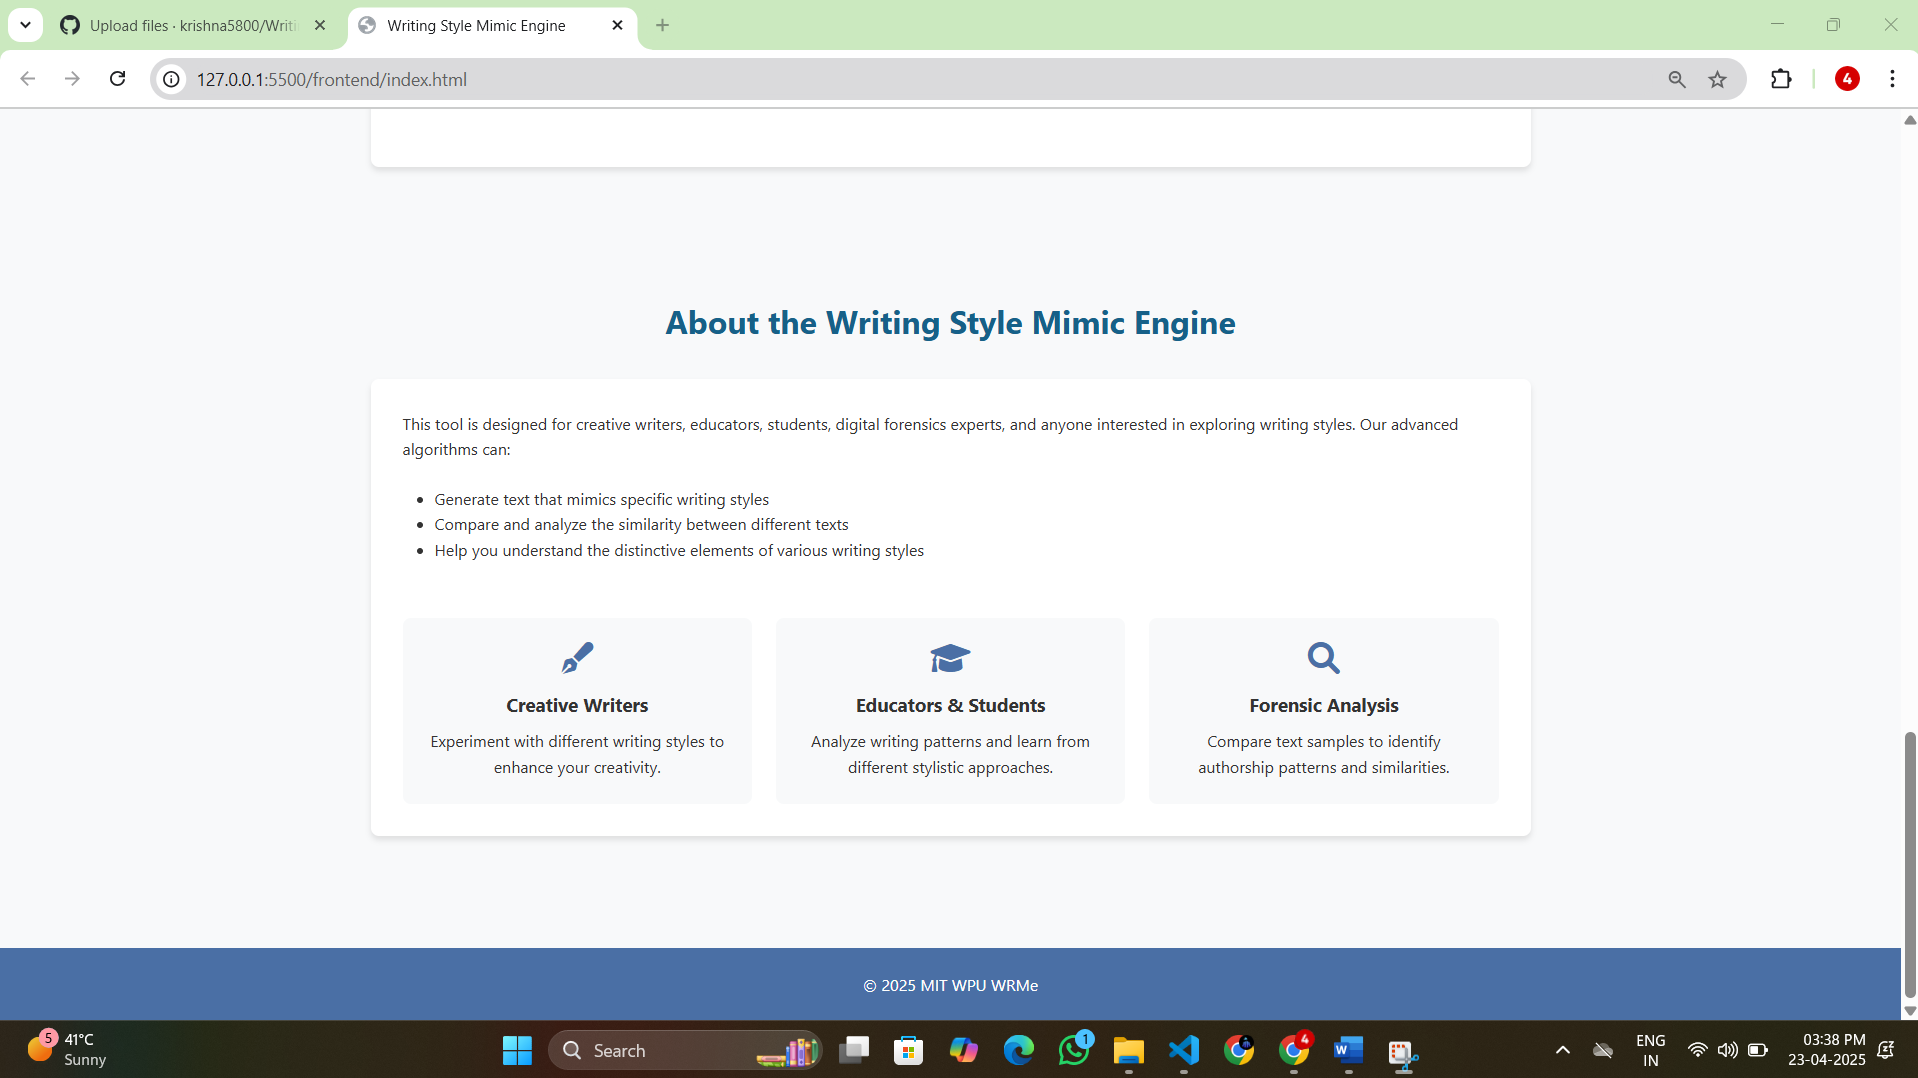 Upload files · krishna5800/Writi
Writing Style Mimic Engine
127.0.0.1:5500/frontend/index.html
4
About the Writing Style Mimic Engine
This tool is designed for creative writers, educators, students, digital forensics experts, and anyone interested in exploring writing styles. Our advanced
algorithms can:
• Generate text that mimics specific writing styles
• Compare and analyze the similarity between different texts
• Help you understand the distinctive elements of various writing styles
Creative Writers
Experiment with different writing styles to
enhance your creativity.
Educators & Students
Analyze writing patterns and learn from
different stylistic approaches.
Forensic Analysis
Compare text samples to identify
authorship patterns and similarities.
© 2025 MIT WPU WRMe
5
41°C
Sunny
Search
1
4
W
ENG
IN
03:38 PM
23-04-2025